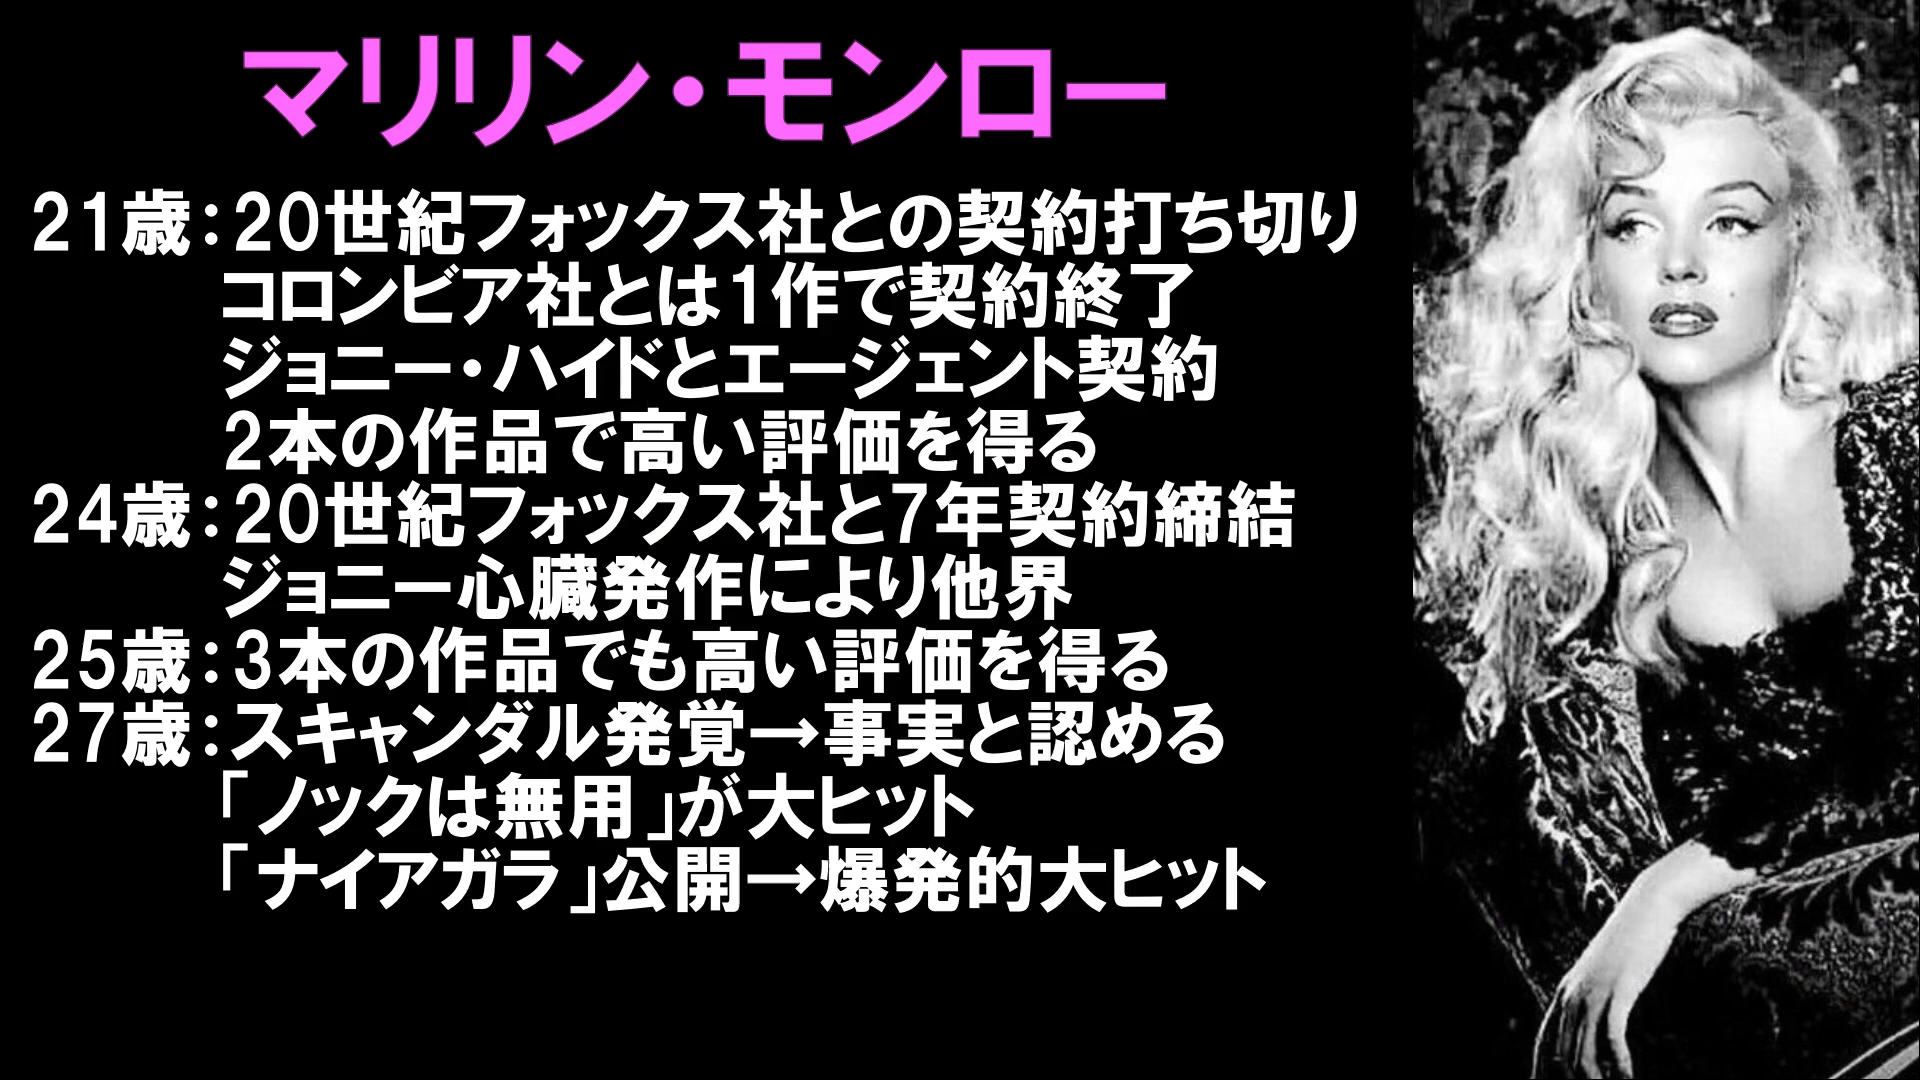 マリリン・モンロー
21歳：20世紀フォックス社との契約打ち切り
コロンビア社とは1作で契約終了
ジョニー・ハイドとエージェント契約
2本の作品で高い評価を得る
24歳：20世紀フォックス社と7年契約締結
ジョニー心臓発作により他界
25歳：3本の作品でも高い評価を得る
27歳：スキャンダル発覚→事実と認める
「ノックは無用」が大ヒット
「ナイアガラ」公開→爆発的大ヒット